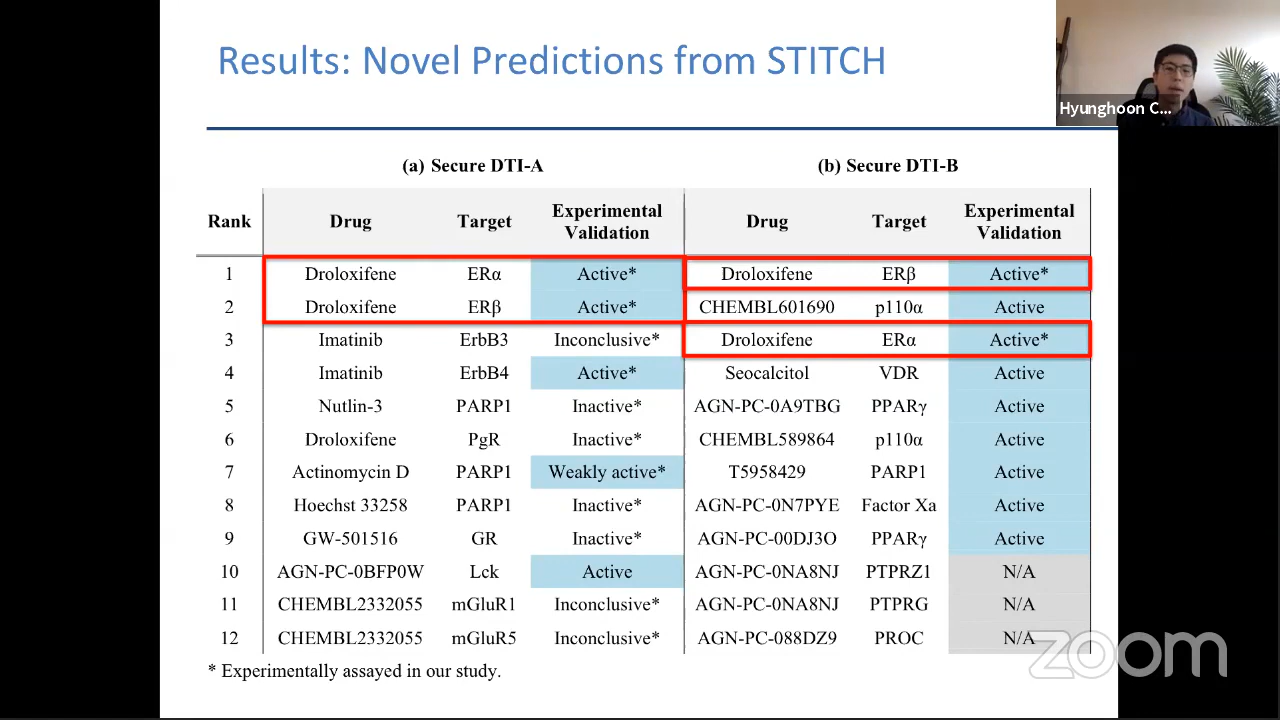 Results: Novel Predictions from STITCH
Hyunghoon C...
(a) Secure DTI-A (b) Secure DTI-B
Rank Drug Target Experimental Validation Drug Target Experimental Validation
1 Droloxifene ERα Active* Droloxifene ERβ Active*
2 Droloxifene ERβ Active* CHEMBL601690 p110α Active
3 Imatinib ErbB3 Inconclusive* Droloxifene ERα Active*
4 Imatinib ErbB4 Active* Seocalcitol VDR Active
5 Nutlin-3 PARP1 Inactive* AGN-PC-0A9TBG PPARγ Active
6 Droloxifene PgR Inactive* CHEMBL589864 p110α Active
7 Actinomycin D PARP1 Weakly active* T5958429 PARP1 Active
8 Hoechst 33258 PARP1 Inactive* AGN-PC-0N7PYE Factor Xa Active
9 GW-501516 GR Inactive* AGN-PC-00DJ3O PPARγ Active
10 AGN-PC-0BFP0W Lck Active AGN-PC-0NA8NJ PTPRZ1 N/A
11 CHEMBL2332055 mGluR1 Inconclusive* AGN-PC-0NA8NJ PTPRG N/A
12 CHEMBL2332055 mGluR5 Inconclusive* AGN-PC-088DZ9 PROC N/A
* Experimentally assayed in our study.
zoom